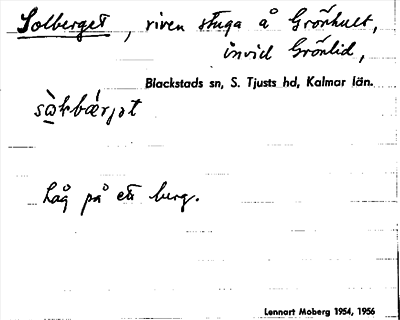 Solberget, riven stuga å Grönhult,
invid Grönlid,
Blackstads sn, S. Tjusts hd, Kalmar län.
Låg på ett berg.
Lennart Moberg 1954, 1956